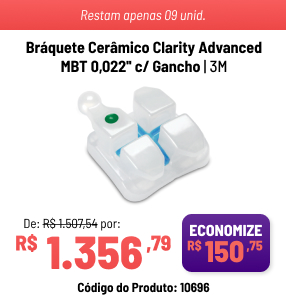 Restam apenas 09 unid.
Bráquete Cerâmico Clarity Advanced
MBT 0,022" c/ Gancho | 3M
De: R$ 1.507,54 por:
R$ 1.356,79
ECONOMIZE
R$ 150,75
Código do Produto: 10696